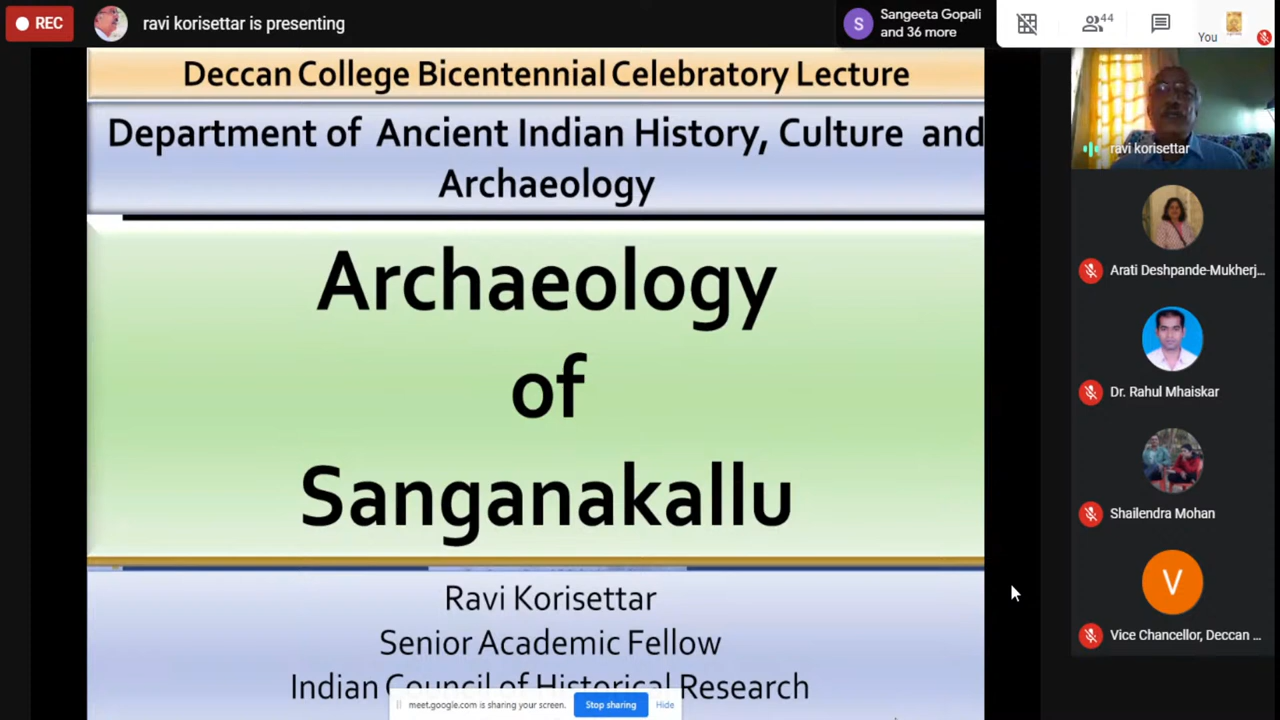 REC
ravi korisettar is presenting
S
Sangeeta Gopali
and 36 more
44
You
Deccan College Bicentennial Celebratory Lecture
Department of Ancient Indian History, Culture and
Archaeology
Archaeology
of
Sanganakallu
Ravi Korisettar
Senior Academic Fellow
Indian Council of Historical Research
meet.google.com is sharing your screen.
Stop sharing
Hide
ravi korisettar
Arati Deshpande-Mukherj...
Dr. Rahul Mhaiskar
Shailendra Mohan
V
Vice Chancellor, Deccan ...